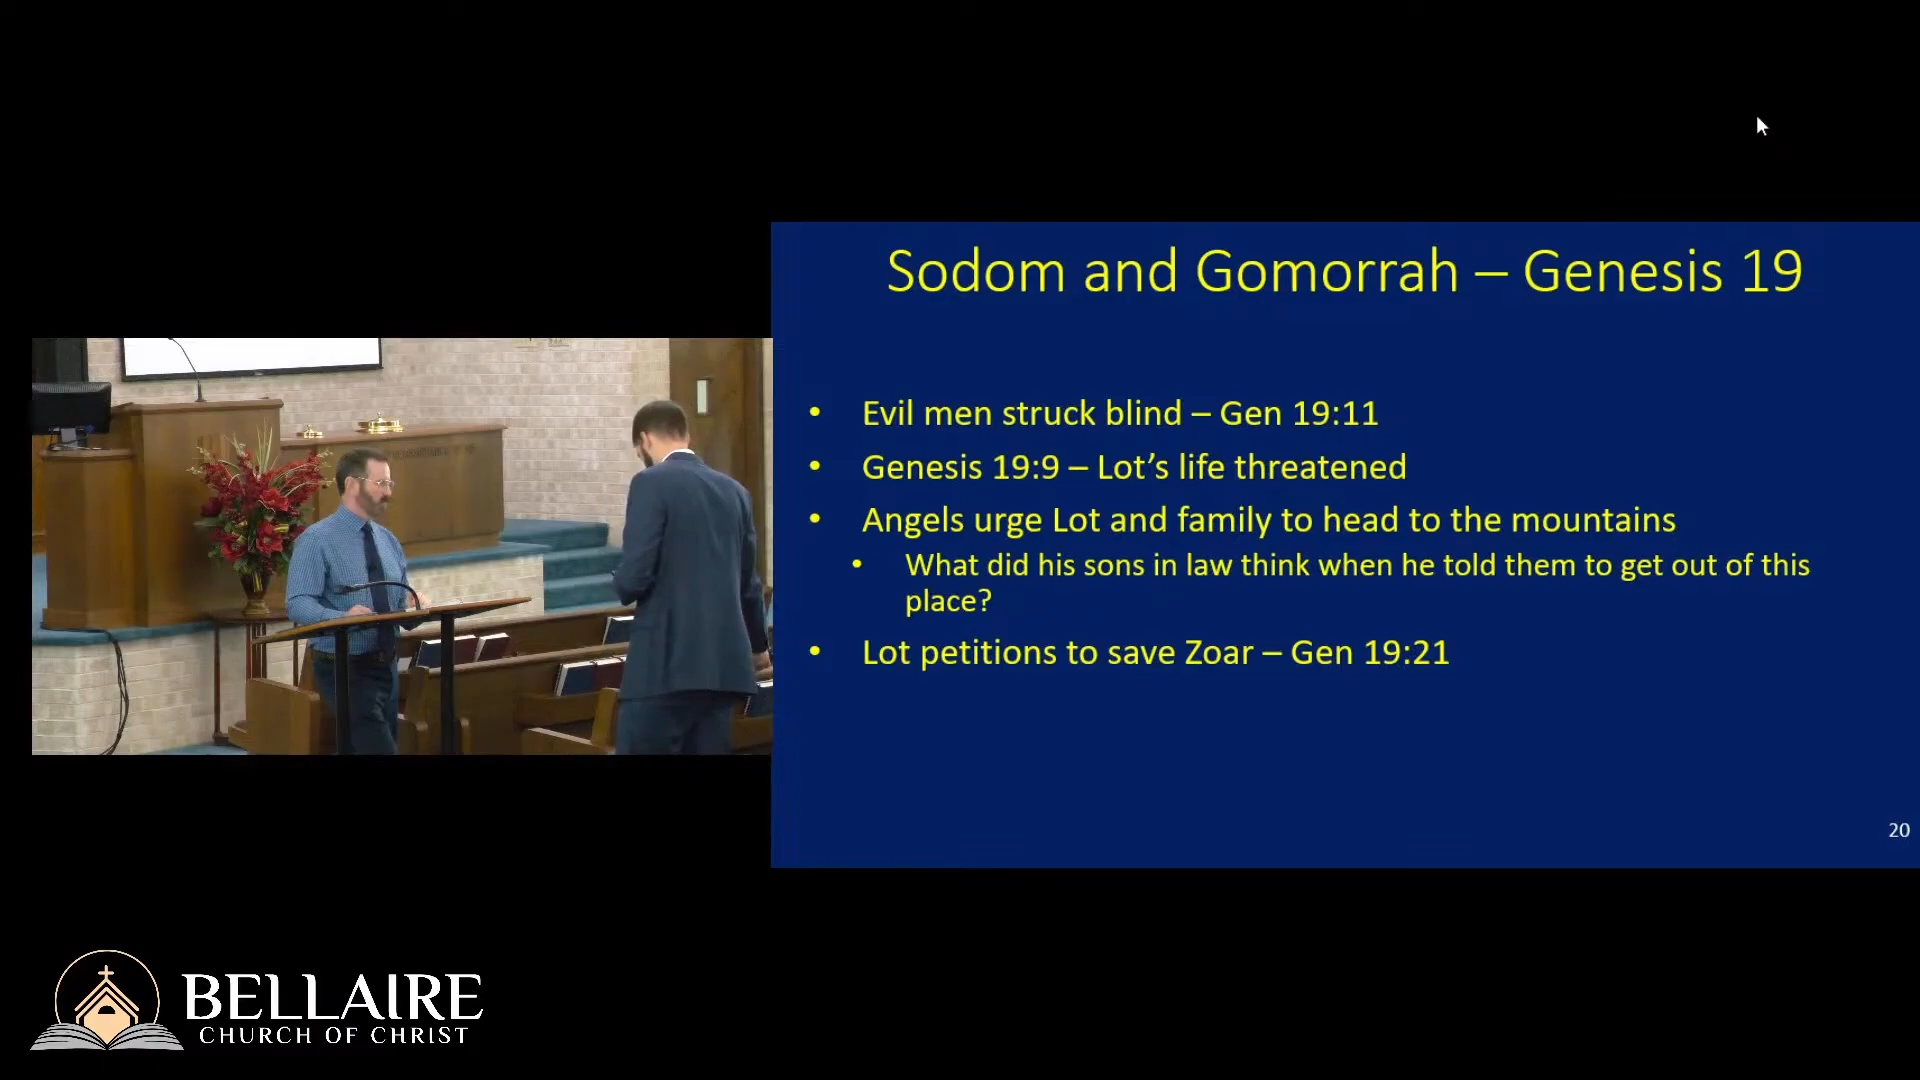 Sodom and Gomorrah – Genesis 19
• Evil men struck blind – Gen 19:11
• Genesis 19:9 – Lot’s life threatened
• Angels urge Lot and family to head to the mountains
• What did his sons in law think when he told them to get out of this
place?
• Lot petitions to save Zoar – Gen 19:21
20
BELLAIRE
CHURCH OF CHRIST